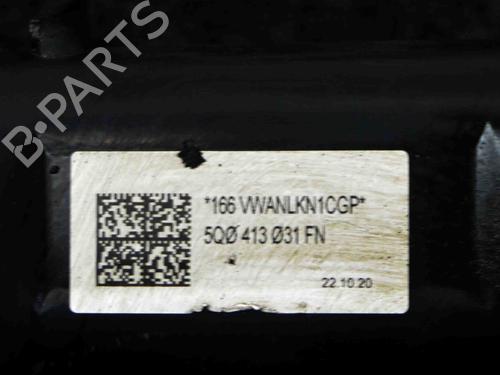 B·PARTS
*166 VWANLKN1CGP*
5QØ 413 Ø31 FN
22.10.20